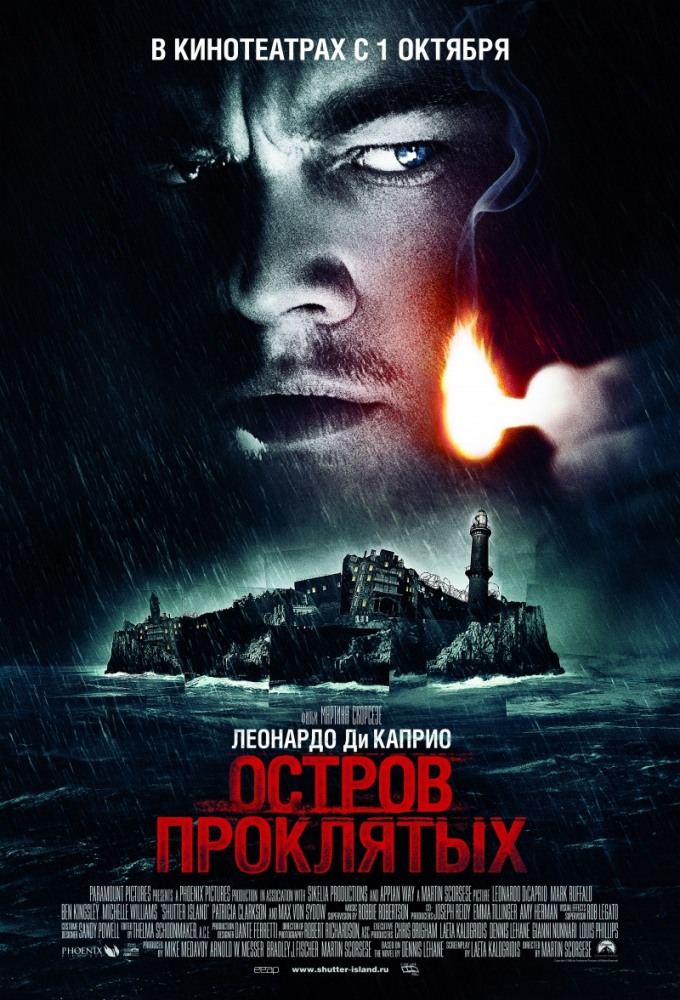 В КИНОТЕАТРАХ С 1 ОКТЯБРЯ
ФИЛЬМ МАРТИНА СКОРСЕЗЕ
ЛЕОНАРДО Ди КАПРИО
ОСТРОВ
ПРОКЛЯТЫХ
PARAMOUNT PICTURES PRESENTS A PHOENIX PICTURES PRODUCTION IN ASSOCIATION WITH SIKELIA PRODUCTIONS AND APPIAN WAY A MARTIN SCORSESE PICTURE LEONARDO DiCAPRIO MARK RUFFALO
BEN KINGSLEY MICHELLE WILLIAMS "SHUTTER ISLAND" PATRICIA CLARKSON AND MAX VON SYDOW MUSIC SUPERVISION BY ROBBIE ROBERTSON CO-PRODUCERS JOSEPH REIDY EMMA TILLINGER AMY HERMAN VISUAL EFFECTS SUPERVISOR ROB LEGATO
COSTUME DESIGNER SANDY POWELL EDITED BY THELMA SCHOONMAKER, A.C.E. PRODUCTION DESIGNER DANTE FERRETTI DIRECTOR OF PHOTOGRAPHY ROBERT RICHARDSON, ASC EXECUTIVE PRODUCERS CHRIS BRIGHAM LAETA KALOGRIDIS DENNIS LEHANE GIANNI NUNNARI LOUIS PHILLIPS
PHOENIX PRODUCED BY MIKE MEDAVOY ARNOLD W. MESSER BRADLEY J. FISCHER MARTIN SCORSESE BASED ON THE NOVEL BY DENNIS LEHANE SCREENPLAY BY LAETA KALOGRIDIS DIRECTED BY MARTIN SCORSESE
www.shutter-island.ru